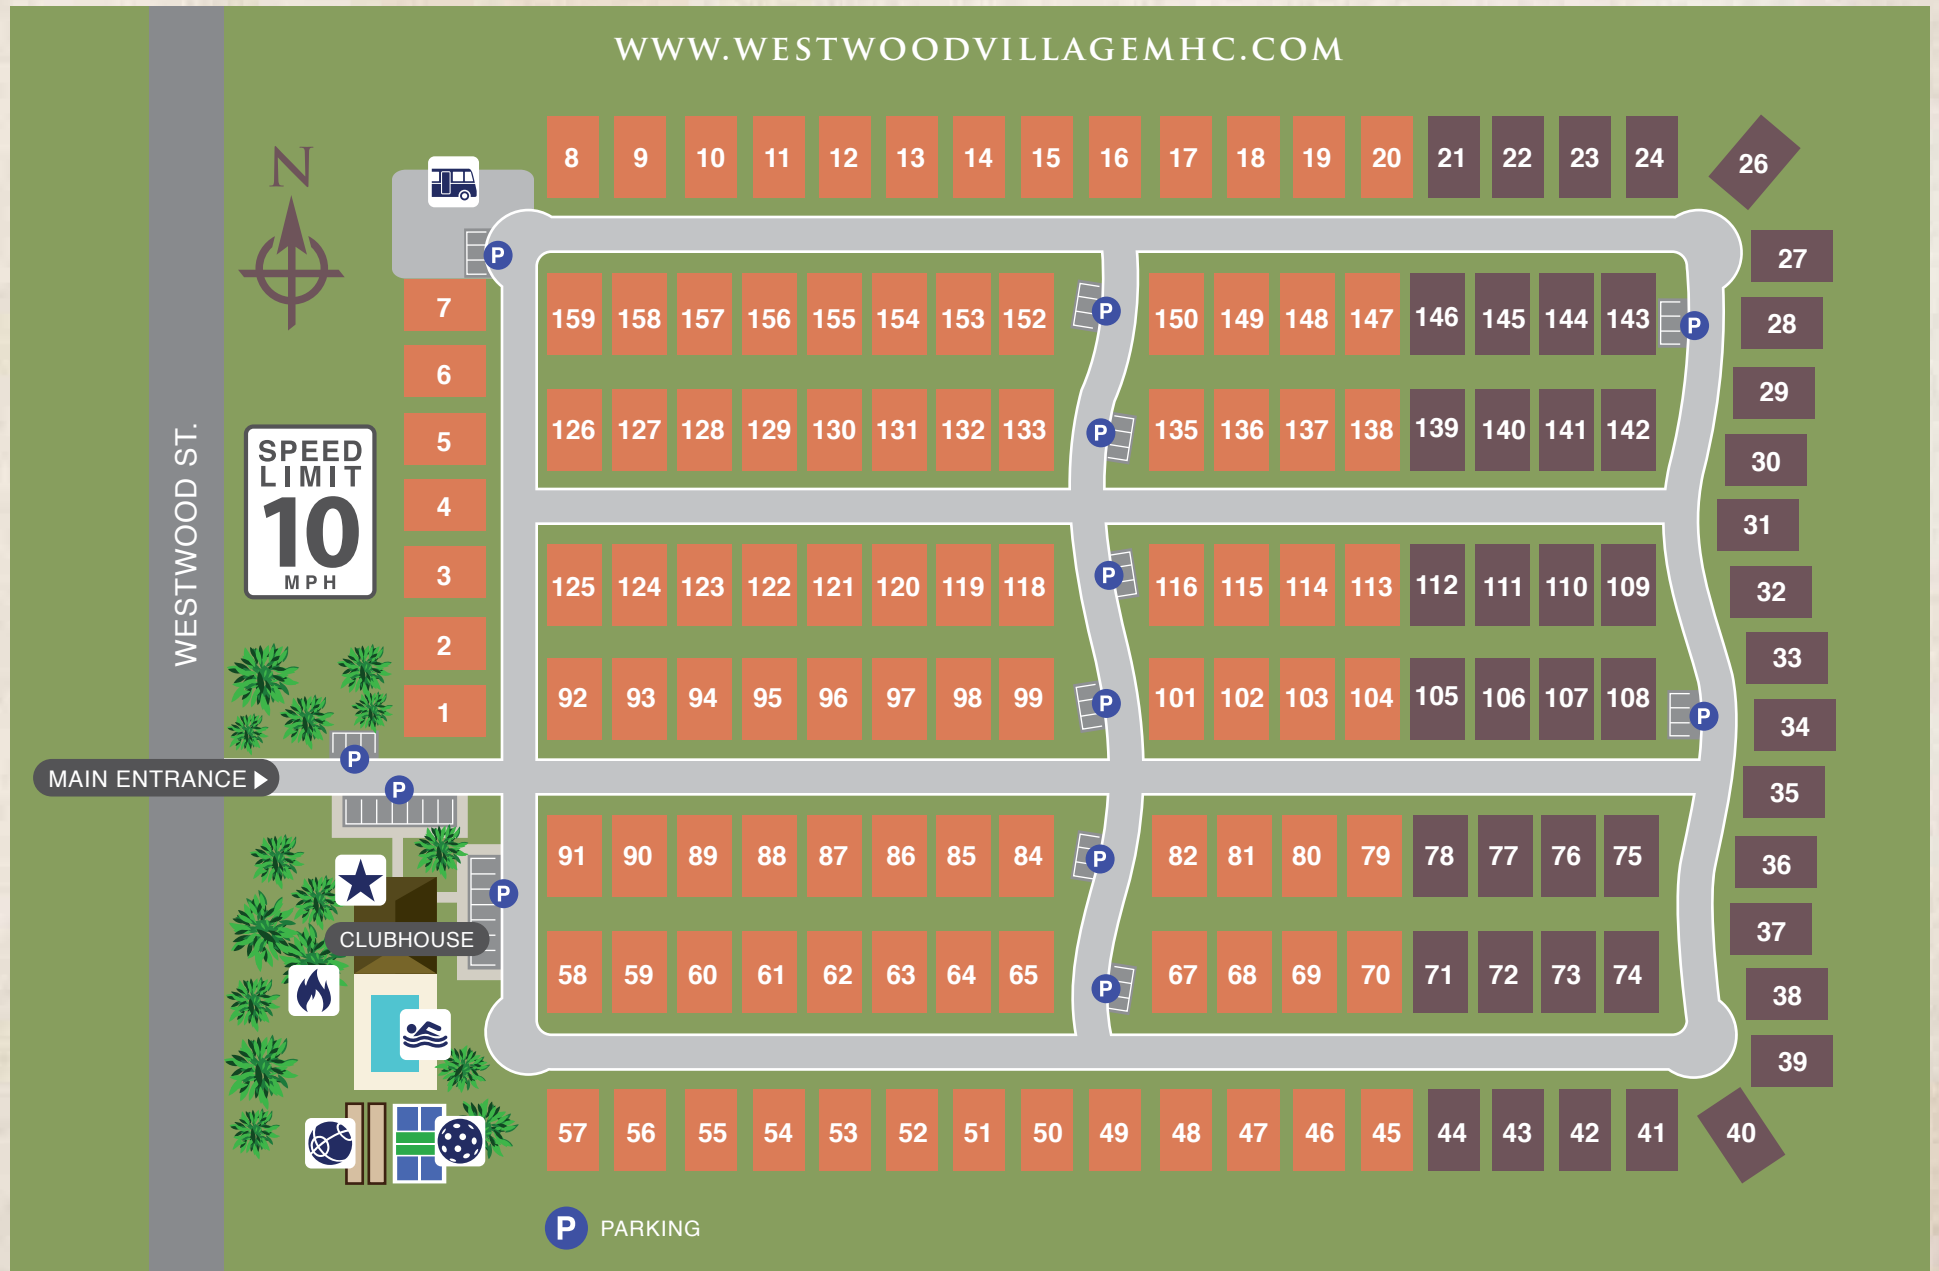 WWW.WESTWOODVILLAGEMHC.COM
N
8 9 10 11 12 13 14 15 16 17 18 19 20 21 22 23 24 26
P
27
7 159 158 157 156 155 154 153 152 P 150 149 148 147 146 145 144 143 P 28
6
29
SPEED
LIMIT
10
MPH
WESTWOOD ST.
5 126 127 128 129 130 131 132 133 P 135 136 137 138 139 140 141 142
30
4
31
3 125 124 123 122 121 120 119 118 P 116 115 114 113 112 111 110 109 32
2
33
1 92 93 94 95 96 97 98 99 P 101 102 103 104 105 106 107 108 P 34
P
MAIN ENTRANCE
P
35
91 90 89 88 87 86 85 84 P 82 81 80 79 78 77 76 75 36
P
CLUBHOUSE
37
58 59 60 61 62 63 64 65 P 67 68 69 70 71 72 73 74 38
39
57 56 55 54 53 52 51 50 49 48 47 46 45 44 43 42 41 40
P PARKING